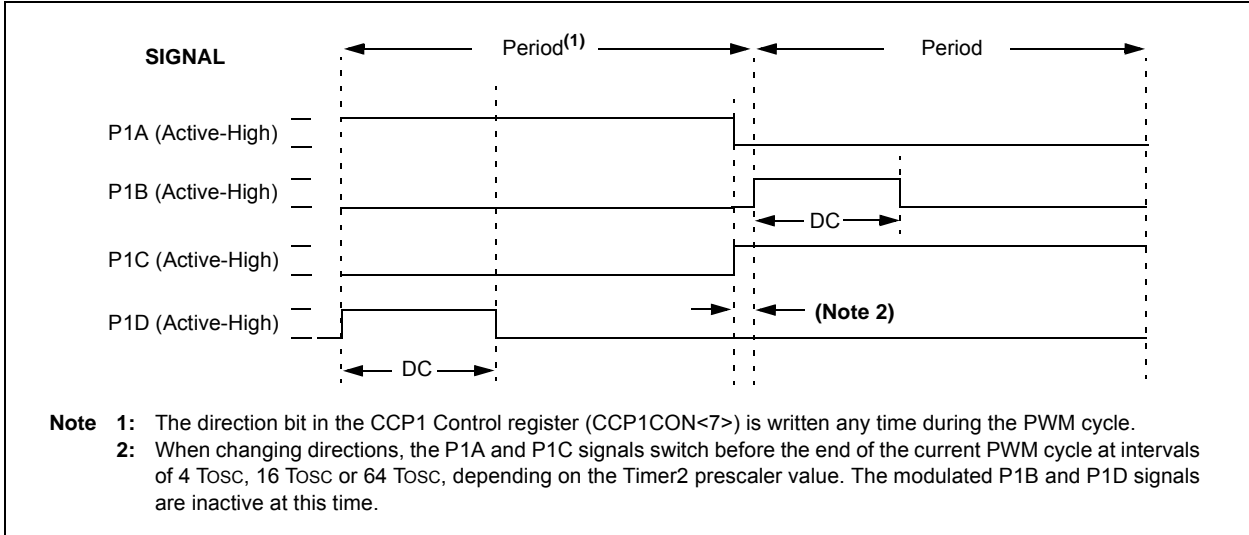 SIGNAL
Period(1)
Period
P1A (Active-High)
P1B (Active-High)
DC
P1C (Active-High)
P1D (Active-High)
(Note 2)
DC
Note 1: The direction bit in the CCP1 Control register (CCP1CON<7>) is written any time during the PWM cycle.
2: When changing directions, the P1A and P1C signals switch before the end of the current PWM cycle at intervals
of 4 TOSC, 16 TOSC or 64 TOSC, depending on the Timer2 prescaler value. The modulated P1B and P1D signals
are inactive at this time.